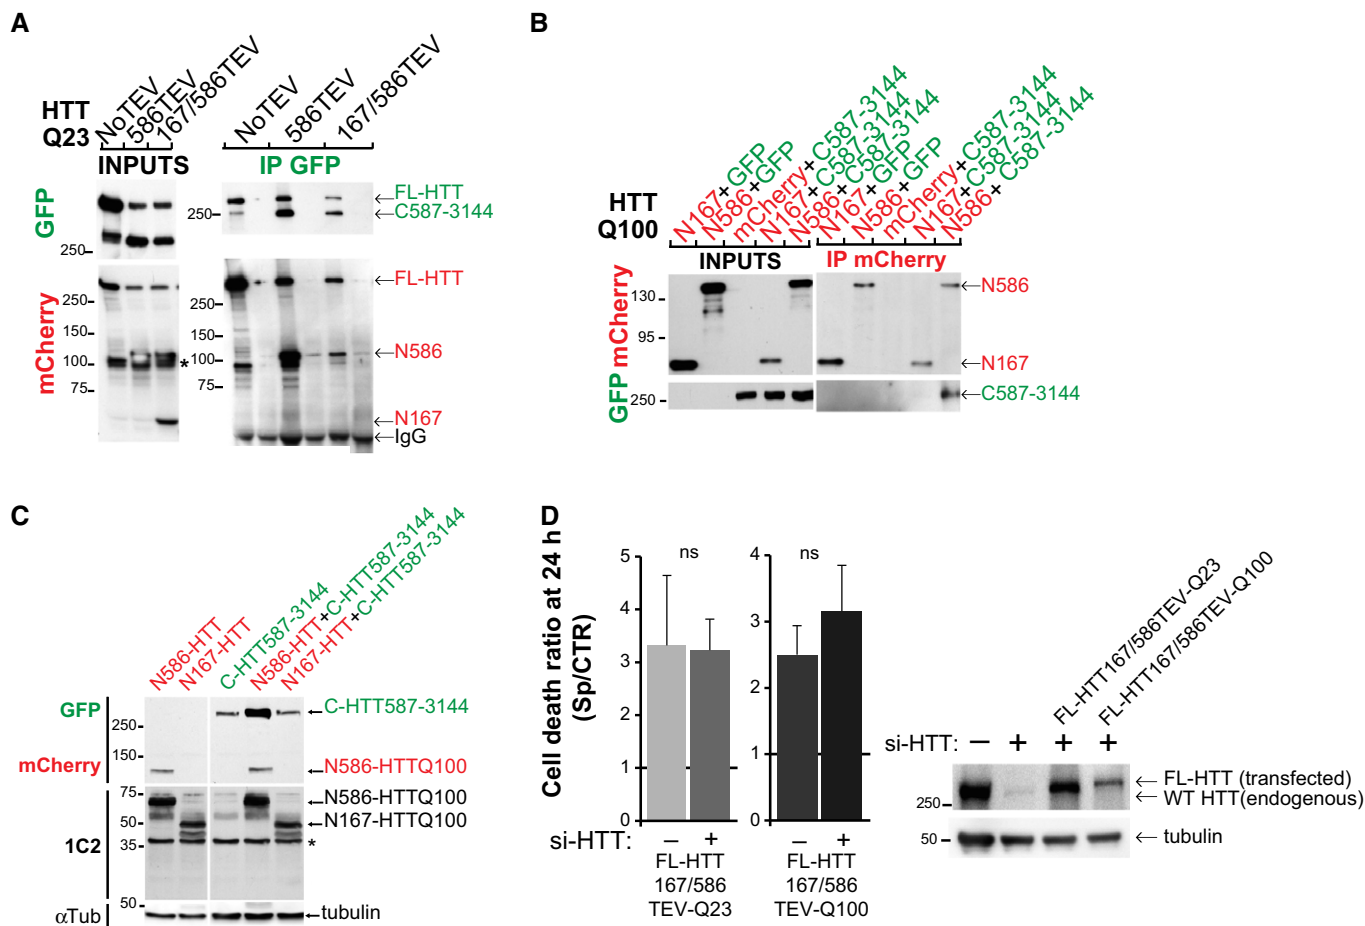 A
HTT
Q23
NoTEV
586TEV
167/586TEV
NoTEV
586TEV
167/586TEV
INPUTS
IP GFP
GFP
250
250
FL-HTT
C587-3144
mCherry
250
150
100
75
*
250
150
100
75
FL-HTT
N586
N167
IgG
B
HTT
Q100
N167+GFP
N586+GFP
mCherry+C587-3144
N167+C587-3144
N586+C587-3144
N167+GFP
N586+GFP
mCherry+C587-3144
N167+C587-3144
N586+C587-3144
INPUTS
IP mCherry
GFP mCherry
130
95
250
N586
N167
C587-3144
C
N586-HTT
N167-HTT
C-HTT587-3144
N586-HTT+C-HTT587-3144
N167-HTT+C-HTT587-3144
GFP
mCherry
1C2
αTub
250
150
75
50
35
50
C-HTT587-3144
N586-HTTQ100
N586-HTTQ100
N167-HTTQ100
*
tubulin
D
Cell death ratio at 24 h
(Sp/CTR)
5
4
3
2
1
0
ns
4
3
2
1
0
ns
si-HTT: – + – +
FL-HTT
167/586
TEV-Q23
FL-HTT
167/586
TEV-Q100
FL-HTT167/586TEV-Q23
FL-HTT167/586TEV-Q100
si-HTT: – + + +
250
50
FL-HTT (transfected)
WT HTT(endogenous)
tubulin